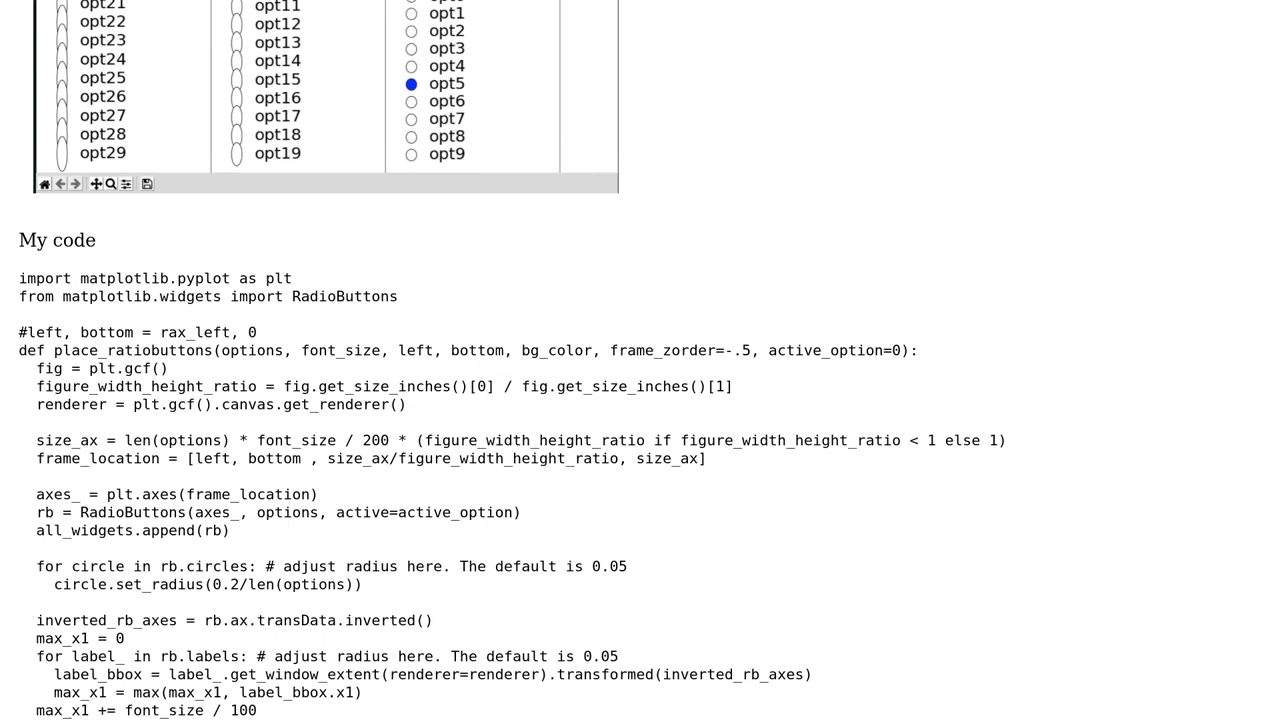 opt21
opt22
opt23
opt24
opt25
opt26
opt27
opt28
opt29
opt11
opt12
opt13
opt14
opt15
opt16
opt17
opt18
opt19
opt1
opt2
opt3
opt4
opt5
opt6
opt7
opt8
opt9
My code
import matplotlib.pyplot as plt
from matplotlib.widgets import RadioButtons
#left, bottom = rax_left, 0
def place_ratiobuttons(options, font_size, left, bottom, bg_color, frame_zorder=-.5, active_option=0):
  fig = plt.gcf()
  figure_width_height_ratio = fig.get_size_inches()[0] / fig.get_size_inches()[1]
  renderer = plt.gcf().canvas.get_renderer()
  size_ax = len(options) * font_size / 200 * (figure_width_height_ratio if figure_width_height_ratio < 1 else 1)
  frame_location = [left, bottom , size_ax/figure_width_height_ratio, size_ax]
  axes_ = plt.axes(frame_location)
  rb = RadioButtons(axes_, options, active=active_option)
  all_widgets.append(rb)
  for circle in rb.circles: # adjust radius here. The default is 0.05
    circle.set_radius(0.2/len(options))
  inverted_rb_axes = rb.ax.transData.inverted()
  max_x1 = 0
  for label_ in rb.labels: # adjust radius here. The default is 0.05
    label_bbox = label_.get_window_extent(renderer=renderer).transformed(inverted_rb_axes)
    max_x1 = max(max_x1, label_bbox.x1)
  max_x1 += font_size / 100